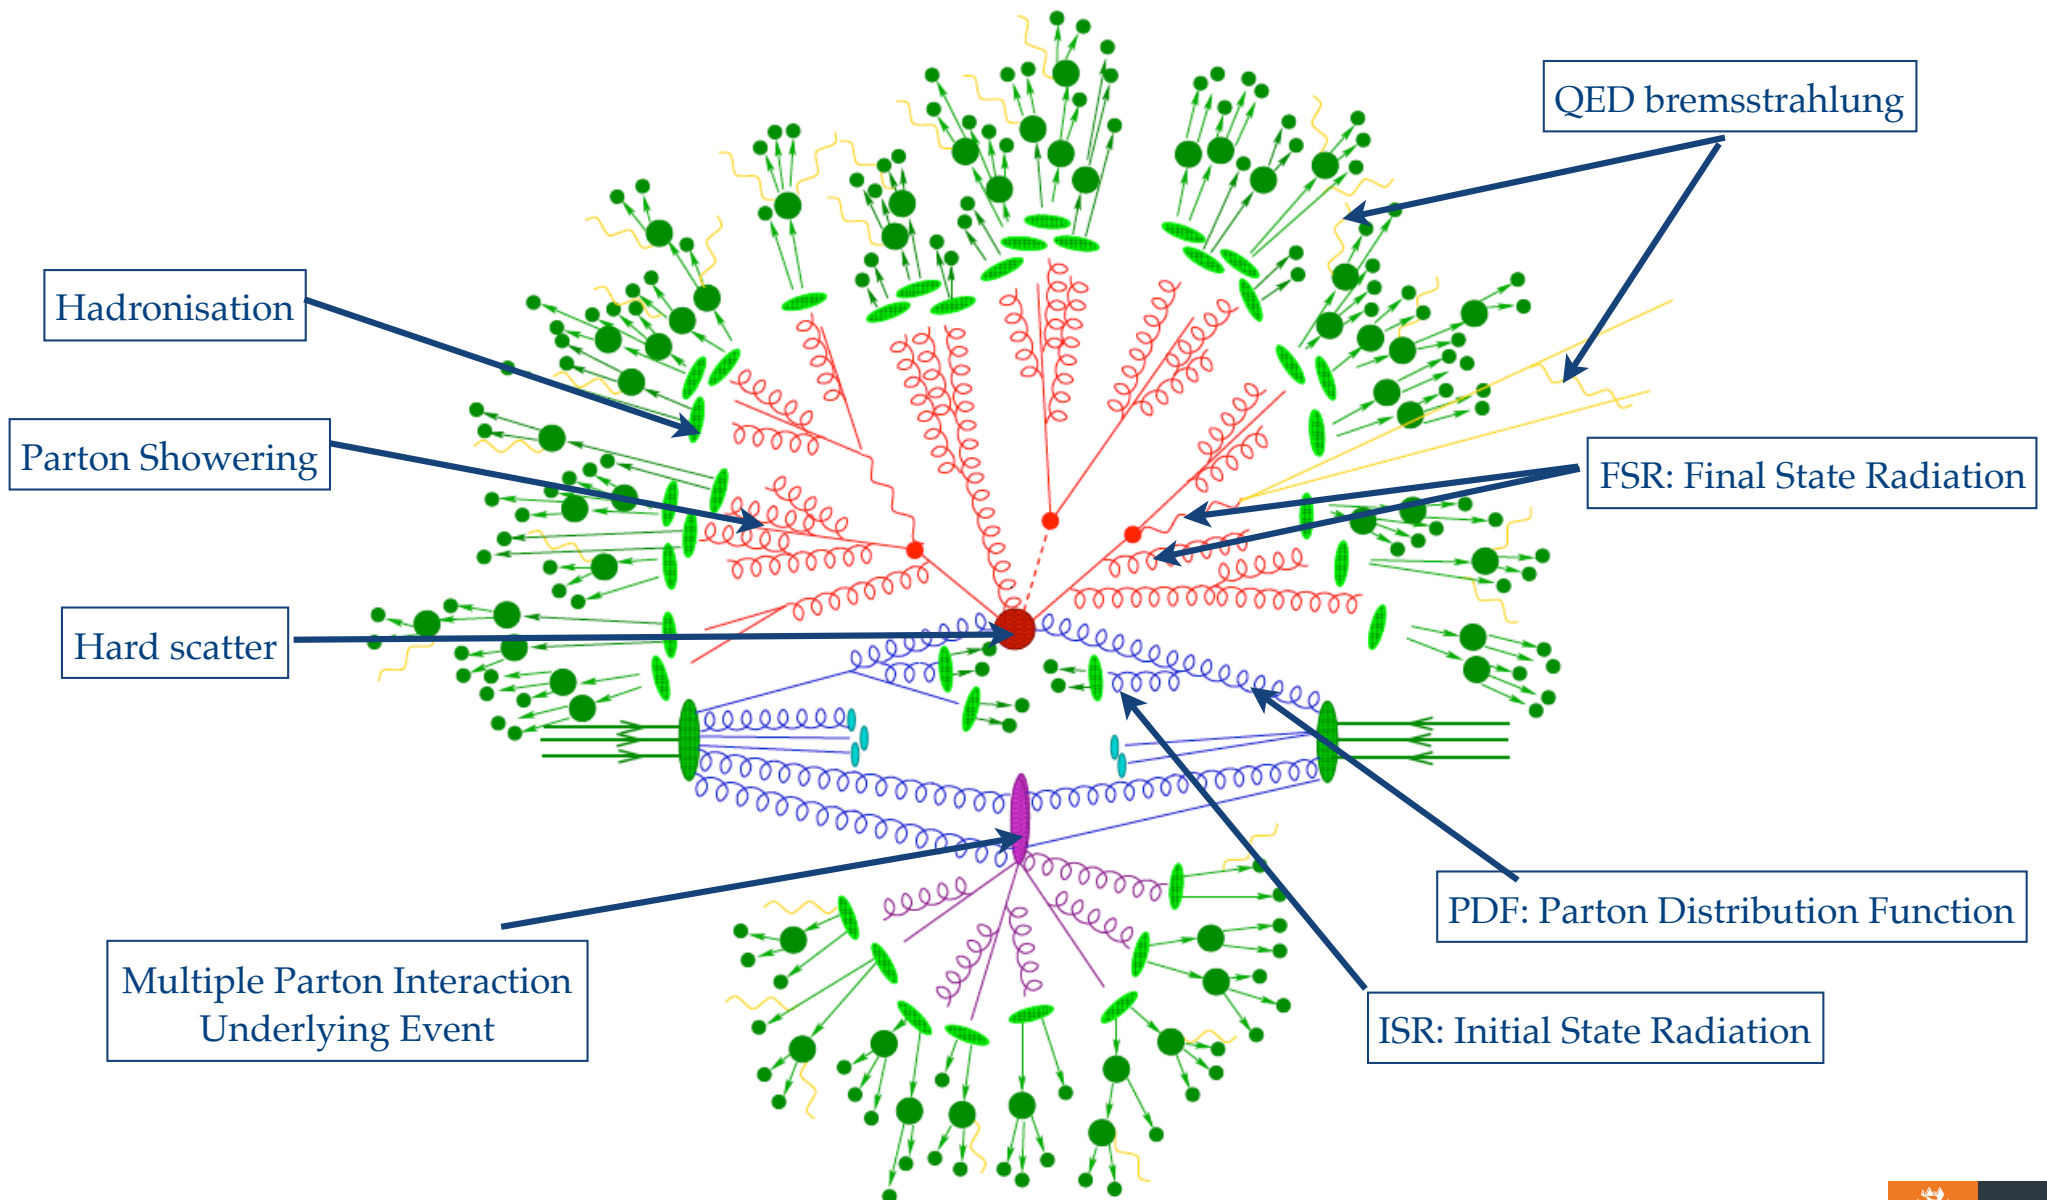 QED bremsstrahlung
Hadronisation
Parton Showering
FSR: Final State Radiation
Hard scatter
PDF: Parton Distribution Function
Multiple Parton Interaction
Underlying Event
ISR: Initial State Radiation